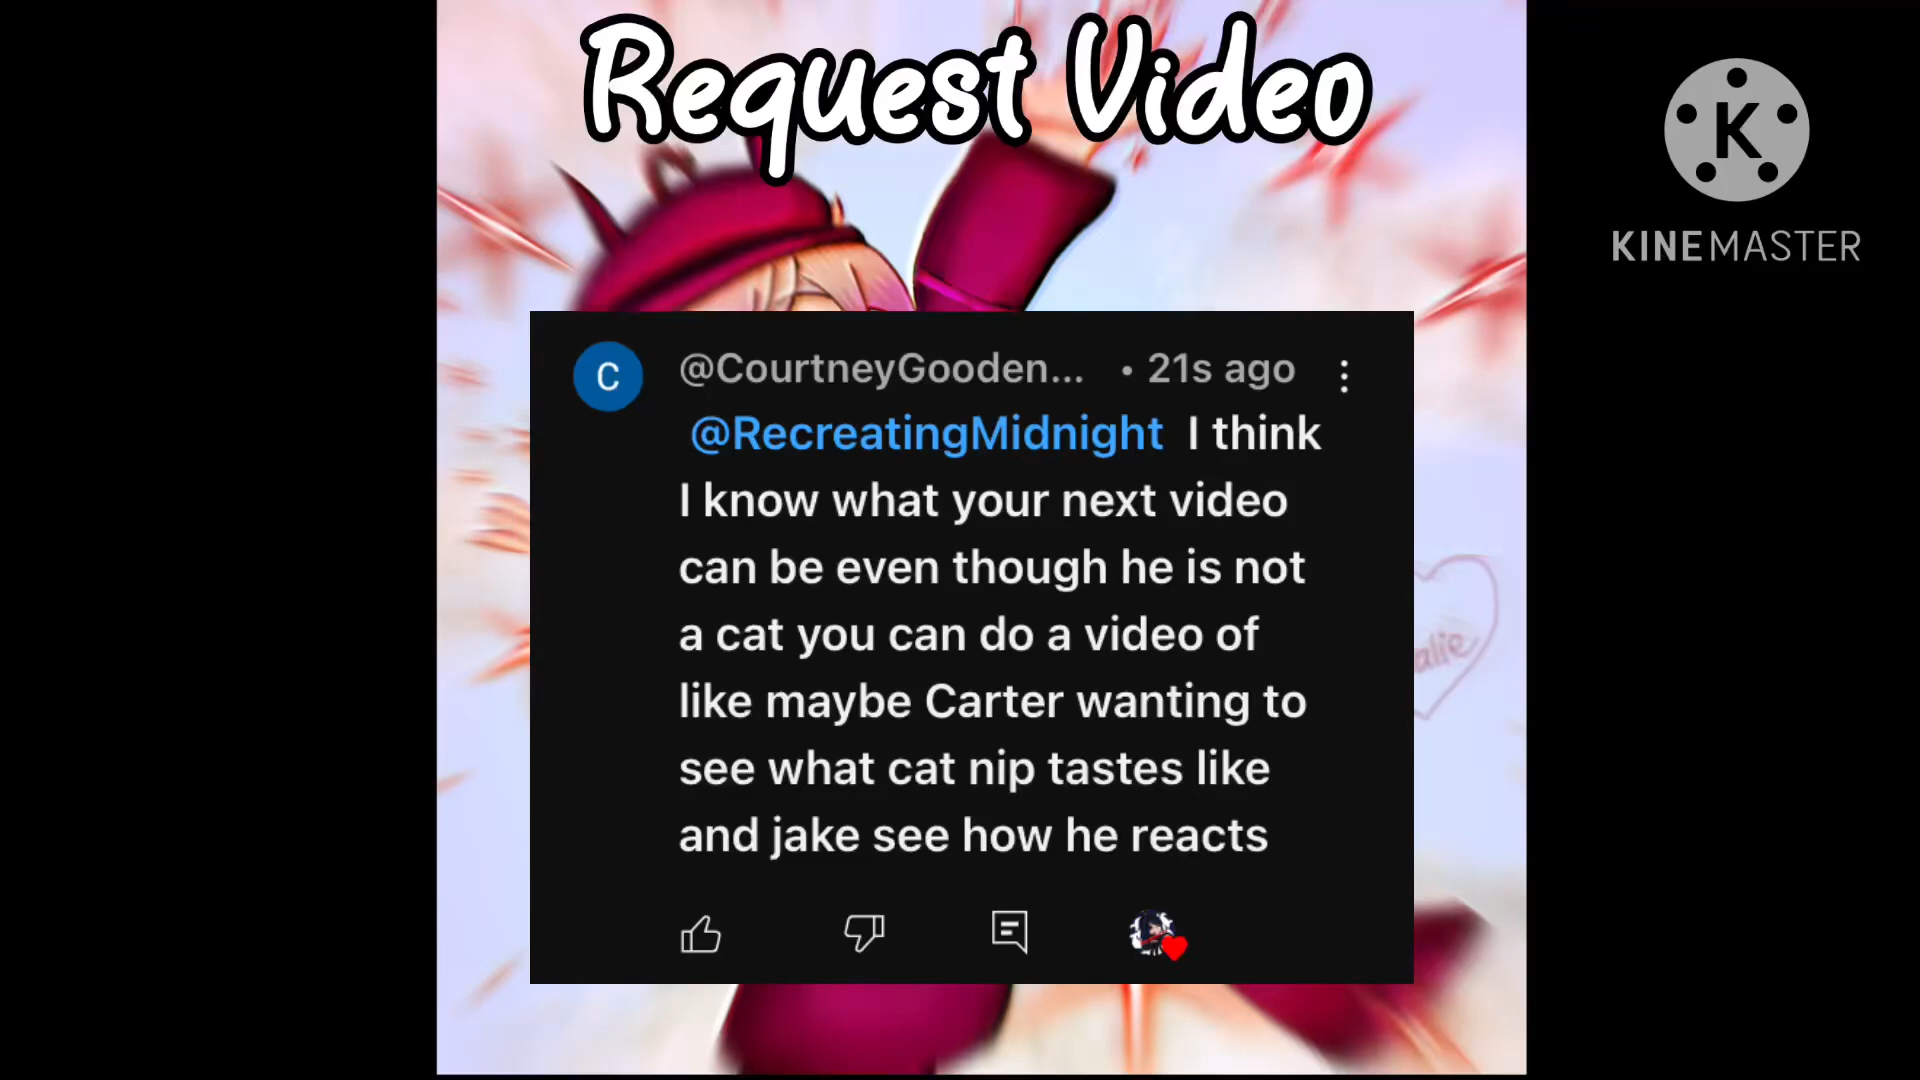 Request Video
K
KINEMASTER
C
@CourtneyGooden... • 21s ago
@RecreatingMidnight I think
I know what your next video
can be even though he is not
a cat you can do a video of
like maybe Carter wanting to
see what cat nip tastes like
and jake see how he reacts